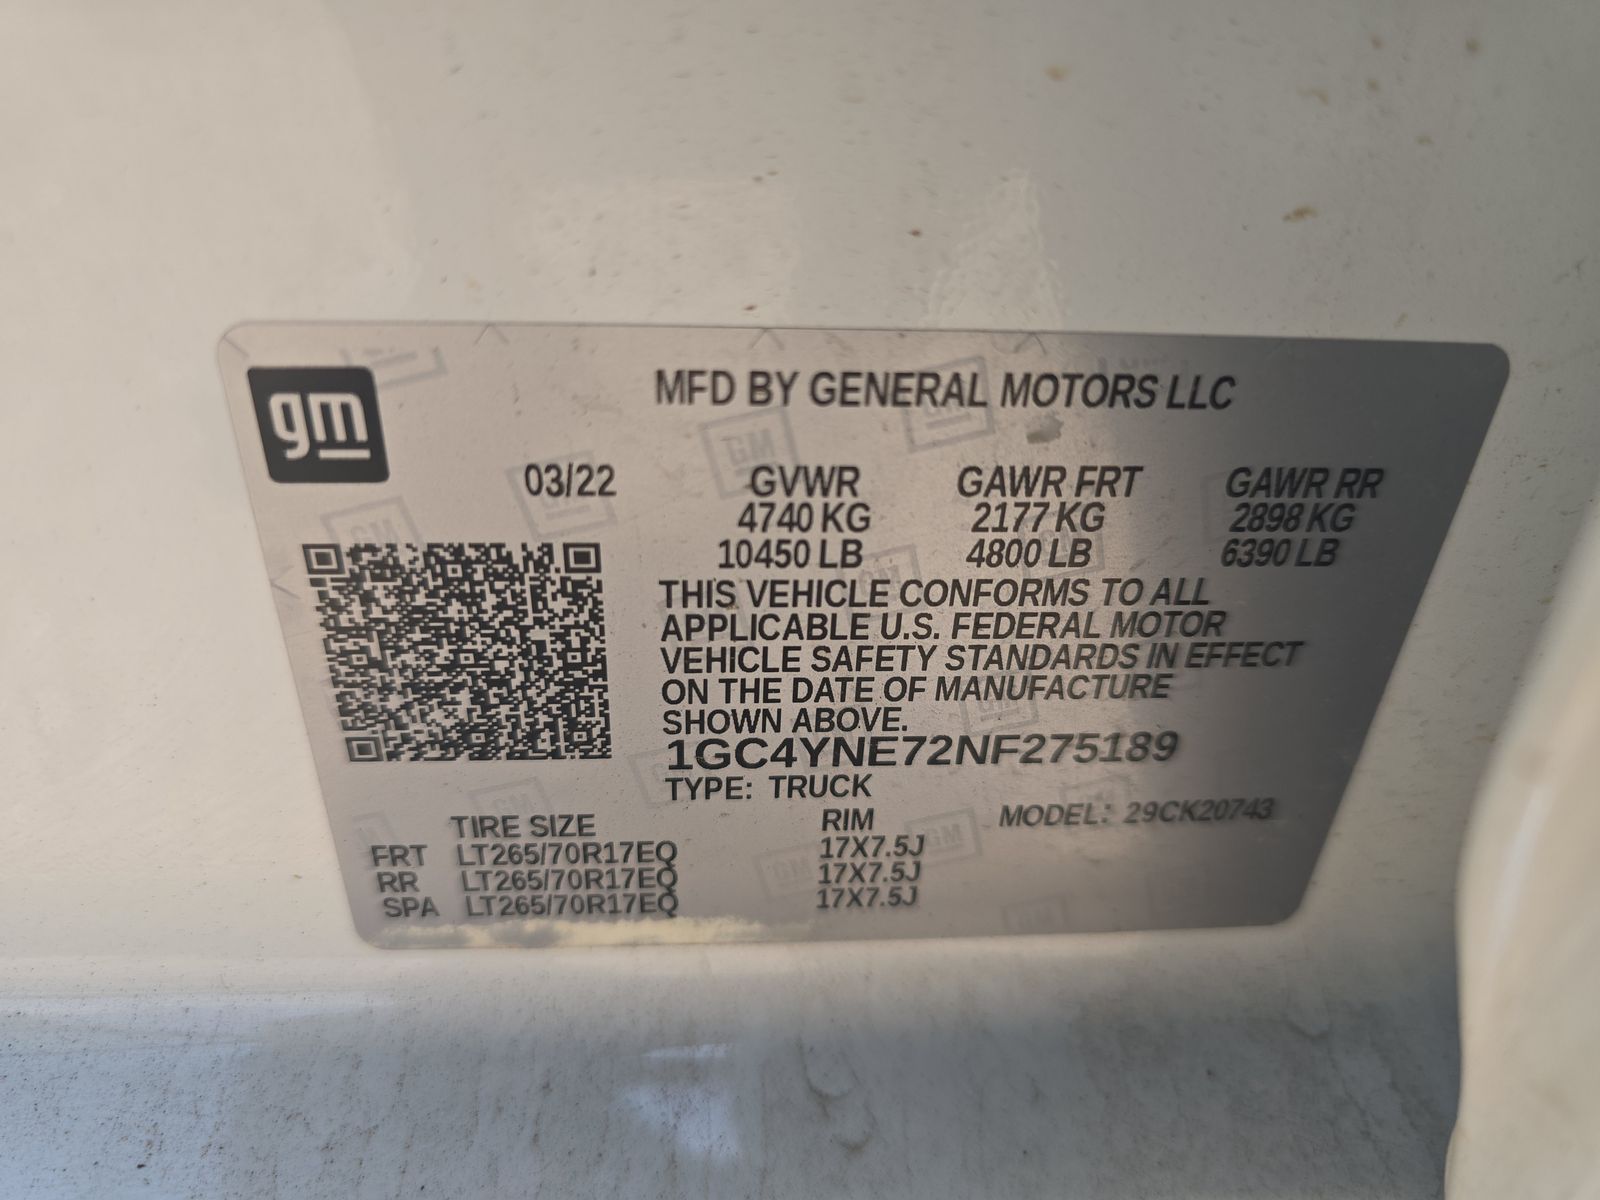 gm
MFD BY GENERAL MOTORS LLC
03/22 GVWR GAWR FRT GAWR RR
4740 KG 2177 KG 2898 KG
10450 LB 4800 LB 6390 LB
THIS VEHICLE CONFORMS TO ALL
APPLICABLE U.S. FEDERAL MOTOR
VEHICLE SAFETY STANDARDS IN EFFECT
ON THE DATE OF MANUFACTURE
SHOWN ABOVE.
1GC4YNE72NF275189
TYPE: TRUCK
TIRE SIZE RIM MODEL: 29CK20743
FRT LT265/70R17EQ 17X7.5J
RR LT265/70R17EQ 17X7.5J
SPA LT265/70R17EQ 17X7.5J